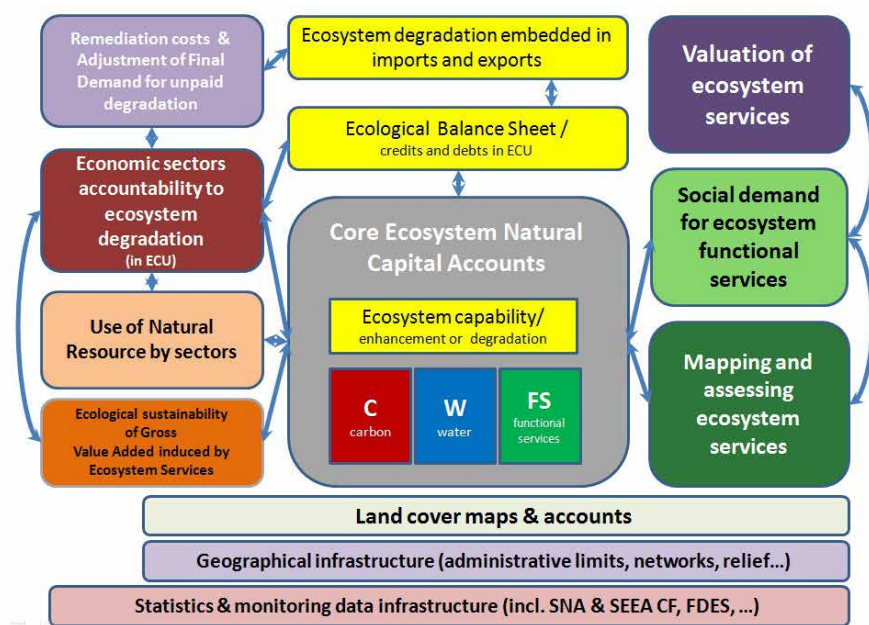 Remediation costs &
Adjustment of Final
Demand for unpaid
degradation
Ecosystem degradation embedded in
imports and exports
Valuation of
ecosystem
services
Ecological Balance Sheet /
credits and debts in ECU
Economic sectors
accountability to
ecosystem
degradation
(in ECU)
Core Ecosystem Natural
Capital Accounts
Social demand
for ecosystem
functional
services
Use of Natural
Resource by sectors
Ecosystem capability/
enhancement or degradation
C
carbon
W
water
FS
functional
services
Mapping and
assessing
ecosystem
services
Ecological sustainability
of Gross
Value Added induced by
Ecosystem Services
Land cover maps & accounts
Geographical infrastructure (administrative limits, networks, relief...)
Statistics & monitoring data infrastructure (incl. SNA & SEEA CF, FDES, ...)